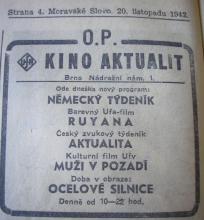 Strana 4. Moravské Slovo. 20. listopadu 1942.
O.P.
UFA
KINO AKTUALIT
Brno Nádražní nám. 1.
Ode dneška nový program:
NĚMECKÝ TÝDENÍK
Barevný Ufa-film
RUYANA
Český zvukový týdeník
AKTUALITA
Kulturní film Ufy
MUŽI V POZADÍ
Doba v obraze:
OCELOVÉ SILNICE
Denně od 10—22 hod.